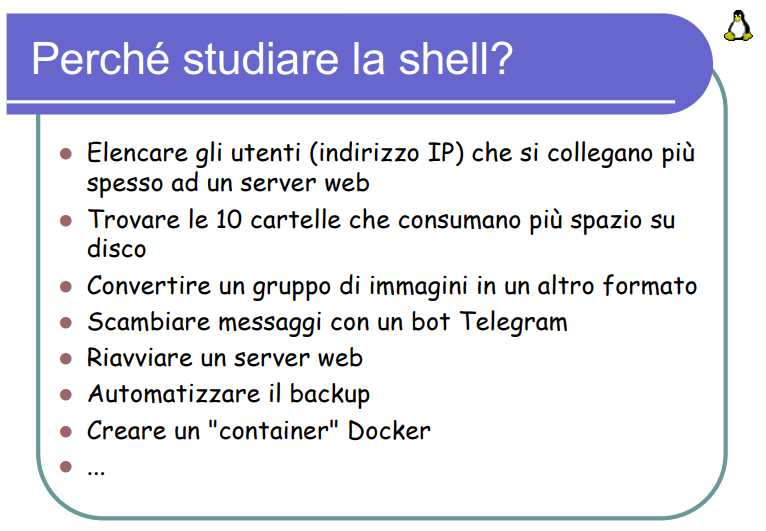 Perché studiare la shell?
Elencare gli utenti (indirizzo IP) che si collegano più
spesso ad un server web
Trovare le 10 cartelle che consumano più spazio su
disco
Convertire un gruppo di immagini in un altro formato
Scambiare messaggi con un bot Telegram
Riavviare un server web
Automatizzare il backup
Creare un "container" Docker
...